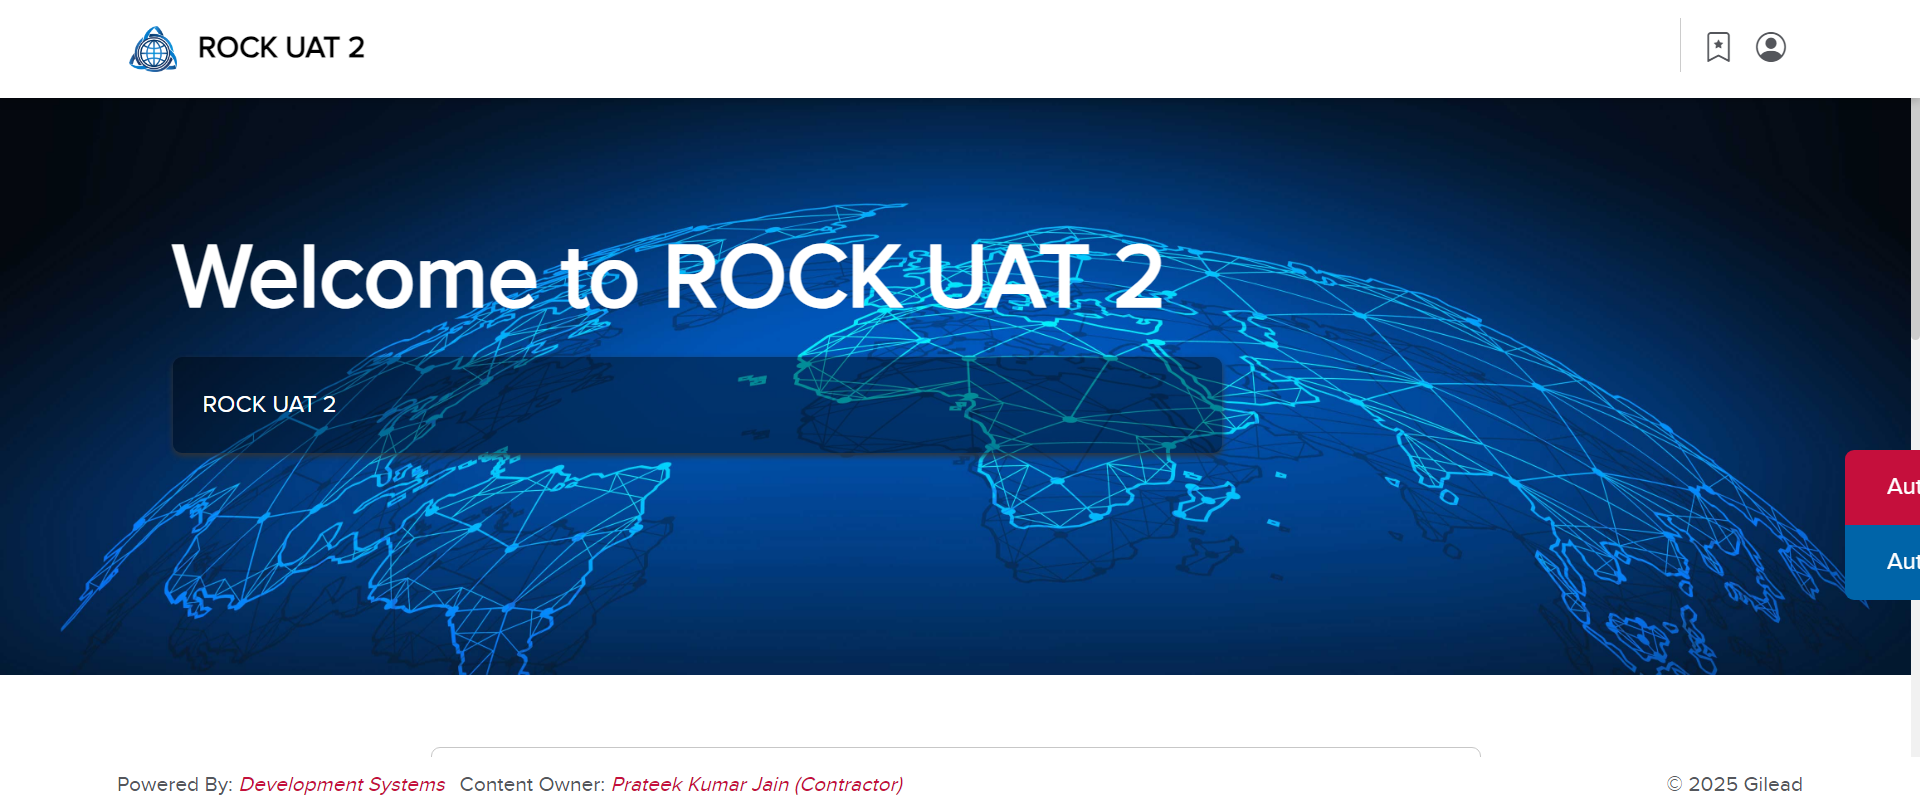 ROCK UAT 2
Welcome to ROCK UAT 2
ROCK UAT 2
Aut
Aut
Powered By: Development Systems Content Owner: Prateek Kumar Jain (Contractor)
© 2025 Gilead